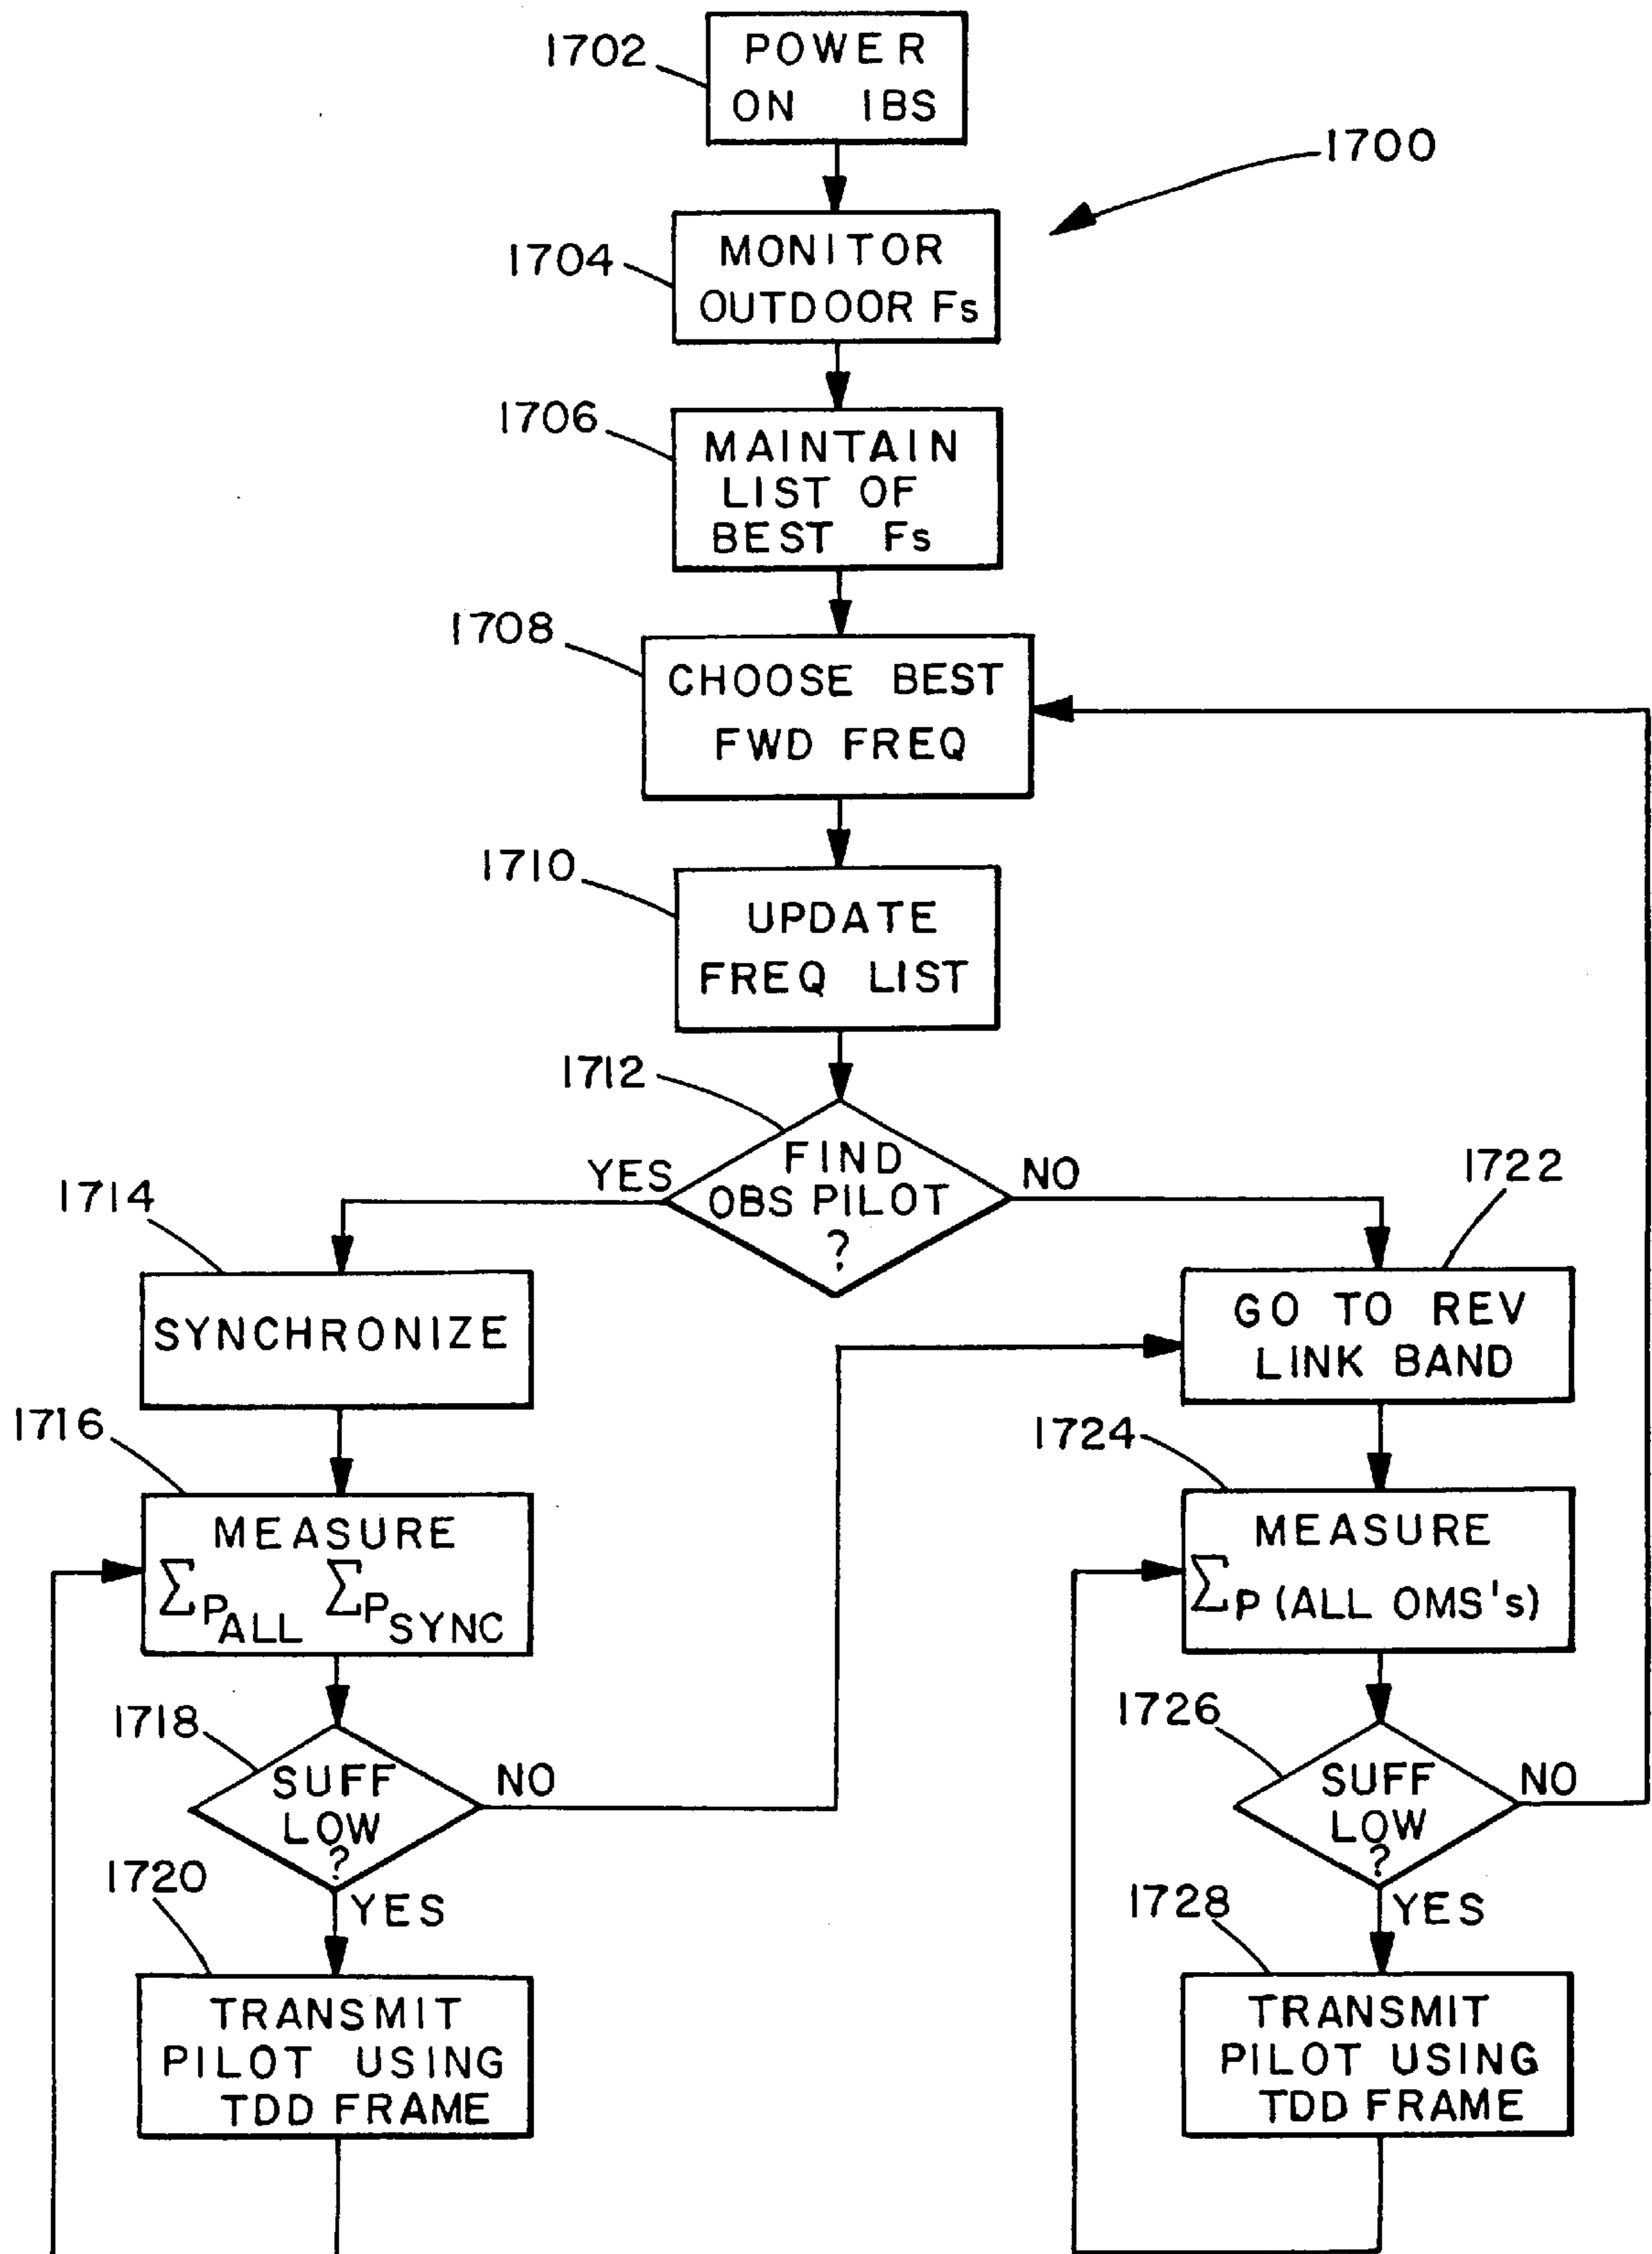 1702
POWER
ON IBS
1700
1704
MONITOR
OUTDOOR Fs
1706
MAINTAIN
LIST OF
BEST Fs
1708
CHOOSE BEST
FWD FREQ
1710
UPDATE
FREQ LIST
1712
FIND
OBS PILOT
?
YES
NO
1714
SYNCHRONIZE
1722
GO TO REV
LINK BAND
1716
MEASURE
ΣPALL ΣPSYNC
1724
MEASURE
ΣP (ALL OMS's)
1718
SUFF
LOW
?
NO
YES
1726
SUFF
LOW
?
NO
YES
1720
TRANSMIT
PILOT USING
TDD FRAME
1728
TRANSMIT
PILOT USING
TDD FRAME